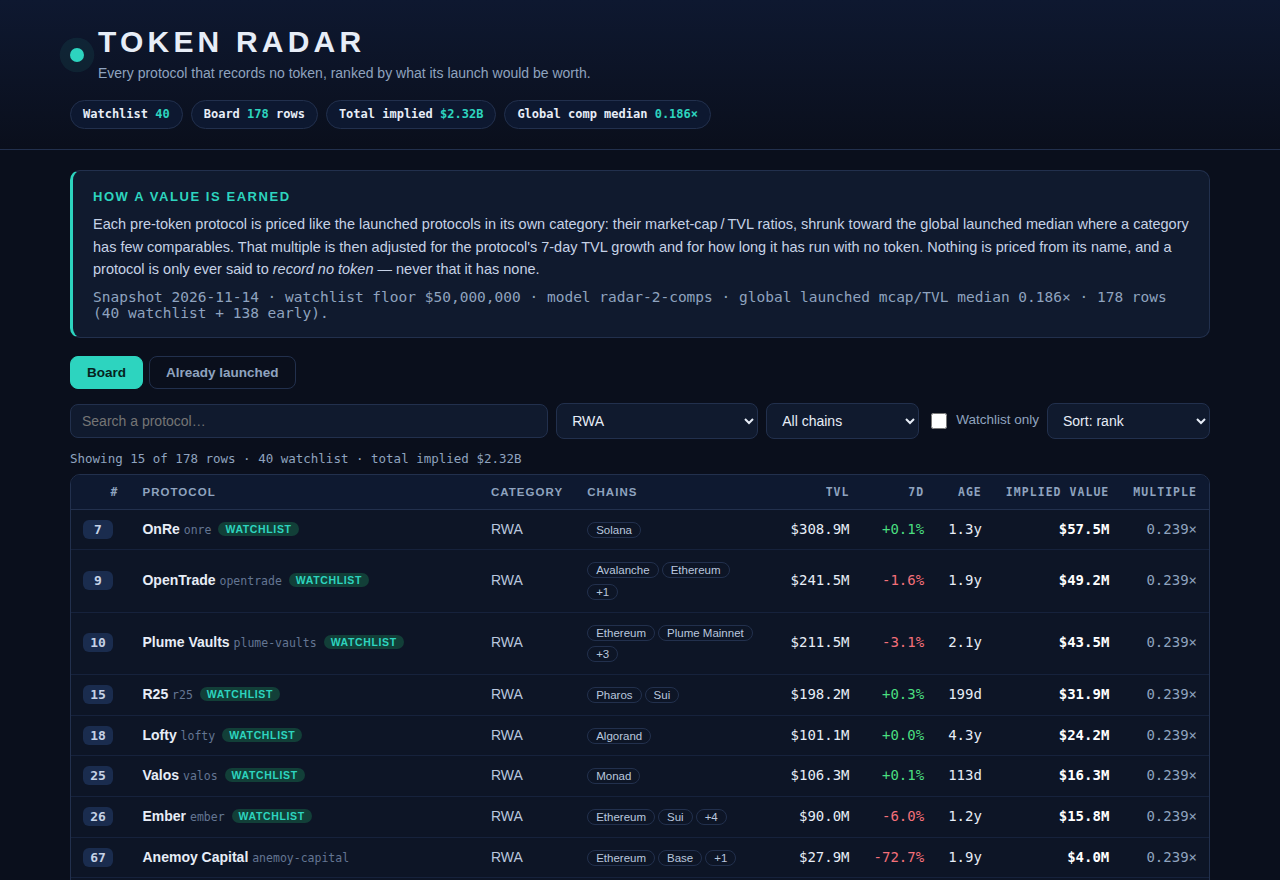 TOKEN RADAR
Every protocol that records no token, ranked by what its launch would be worth.
Watchlist 40 Board 178 rows Total implied $2.32B Global comp median 0.186×
HOW A VALUE IS EARNED
Each pre-token protocol is priced like the launched protocols in its own category: their market-cap / TVL ratios, shrunk toward the global launched median where a category
has few comparables. That multiple is then adjusted for the protocol's 7-day TVL growth and for how long it has run with no token. Nothing is priced from its name, and a
protocol is only ever said to record no token — never that it has none.
Snapshot 2026-11-14 · watchlist floor $50,000,000 · model radar-2-comps · global launched mcap/TVL median 0.186× · 178 rows
(40 watchlist + 138 early).
Board Already launched
Search a protocol… RWA All chains Watchlist only Sort: rank
Showing 15 of 178 rows · 40 watchlist · total implied $2.32B
# PROTOCOL CATEGORY CHAINS TVL 7D AGE IMPLIED VALUE MULTIPLE
7 OnRe onre WATCHLIST RWA Solana $308.9M +0.1% 1.3y $57.5M 0.239×
9 OpenTrade opentrade WATCHLIST RWA Avalanche Ethereum +1 $241.5M -1.6% 1.9y $49.2M 0.239×
10 Plume Vaults plume-vaults WATCHLIST RWA Ethereum Plume Mainnet +3 $211.5M -3.1% 2.1y $43.5M 0.239×
15 R25 r25 WATCHLIST RWA Pharos Sui $198.2M +0.3% 199d $31.9M 0.239×
18 Lofty lofty WATCHLIST RWA Algorand $101.1M +0.0% 4.3y $24.2M 0.239×
25 Valos valos WATCHLIST RWA Monad $106.3M +0.1% 113d $16.3M 0.239×
26 Ember ember WATCHLIST RWA Ethereum Sui +4 $90.0M -6.0% 1.2y $15.8M 0.239×
67 Anemoy Capital anemoy-capital RWA Ethereum Base +1 $27.9M -72.7% 1.9y $4.0M 0.239×